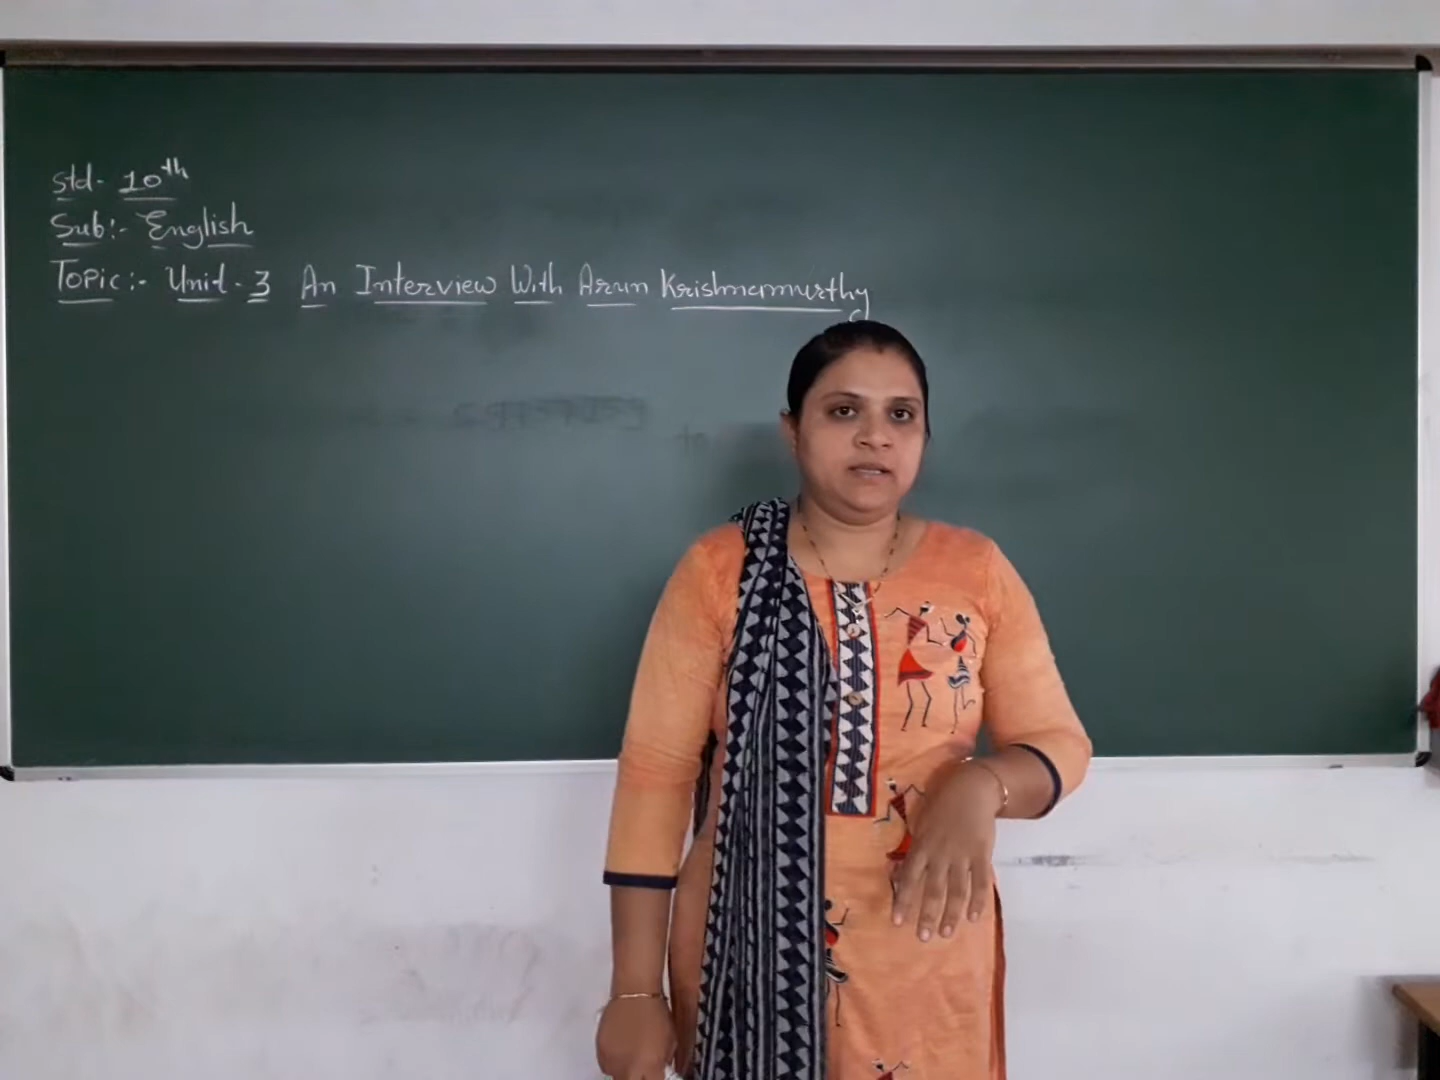 Std- 10th
Sub:- English
Topic:- Unit-3 An Interview With Arun Krishnamurthy